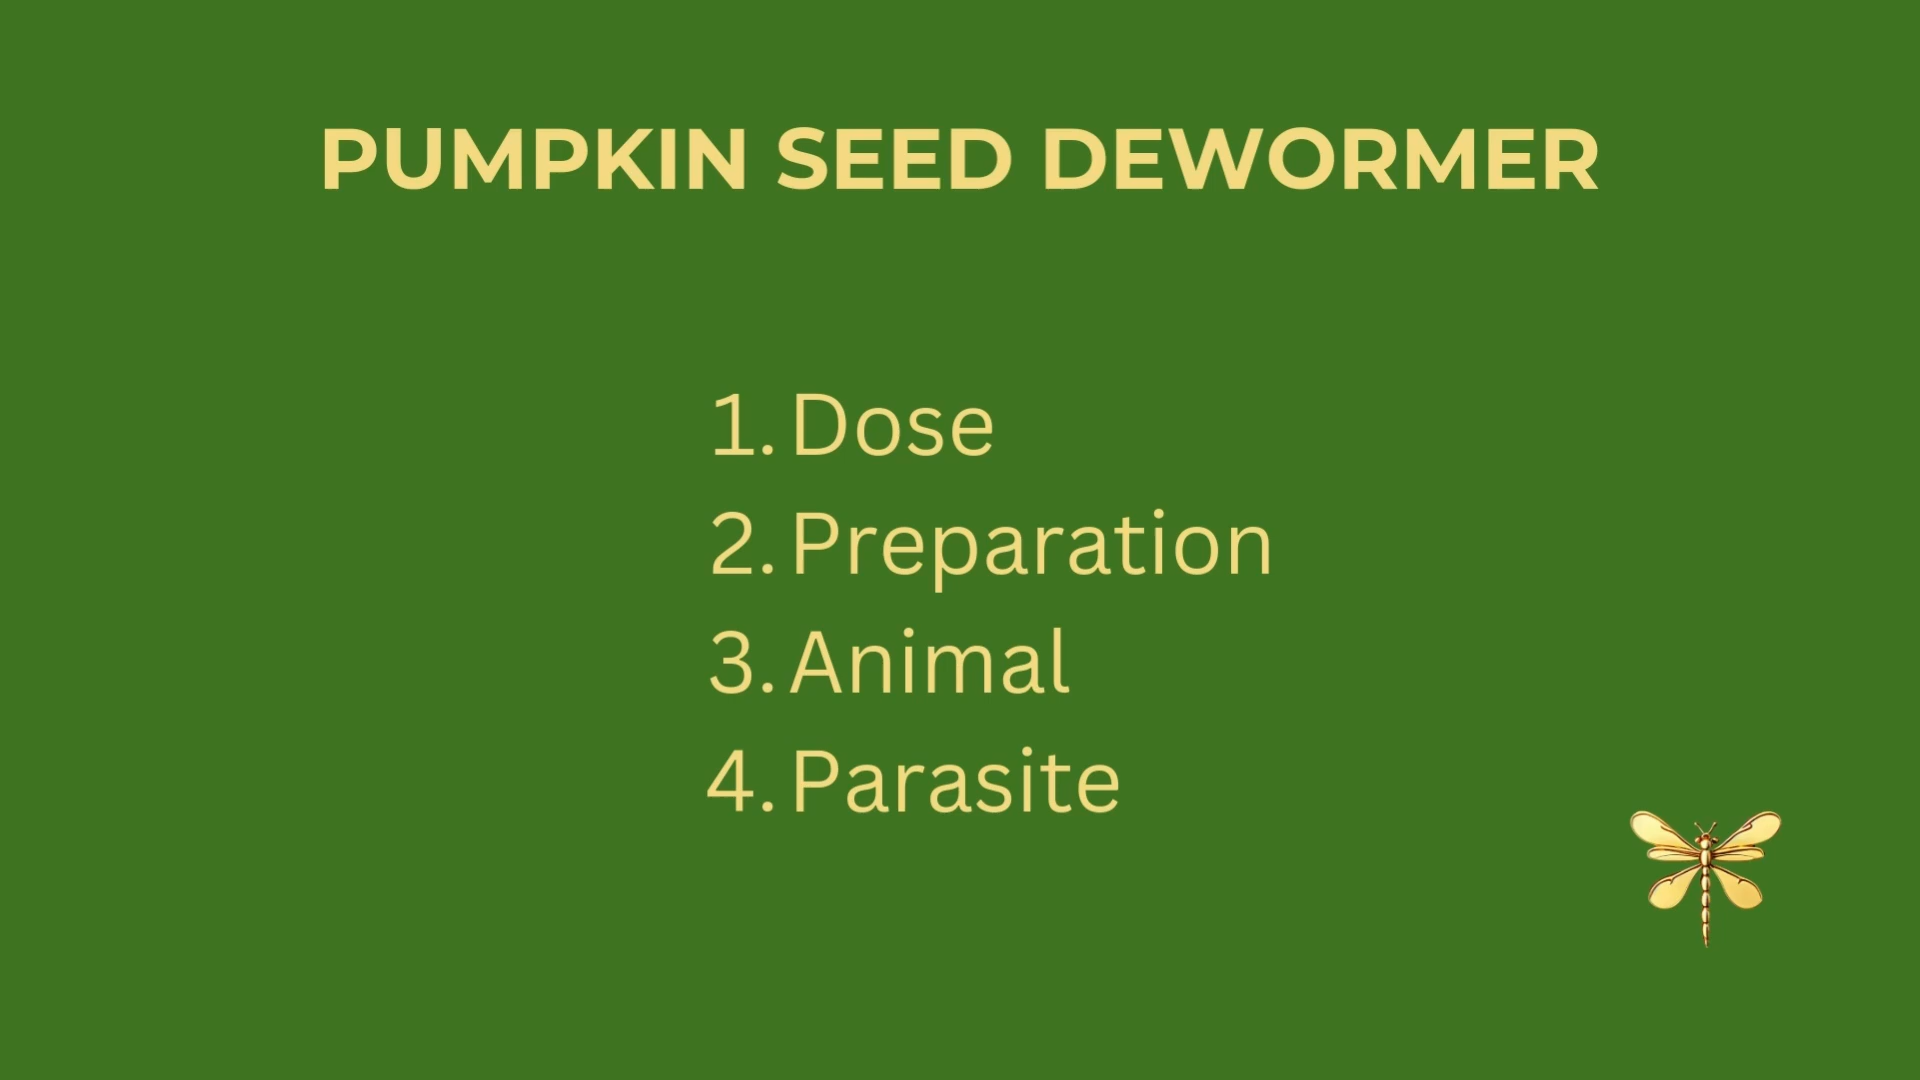 PUMPKIN SEED DEWORMER
1. Dose
2. Preparation
3. Animal
4. Parasite